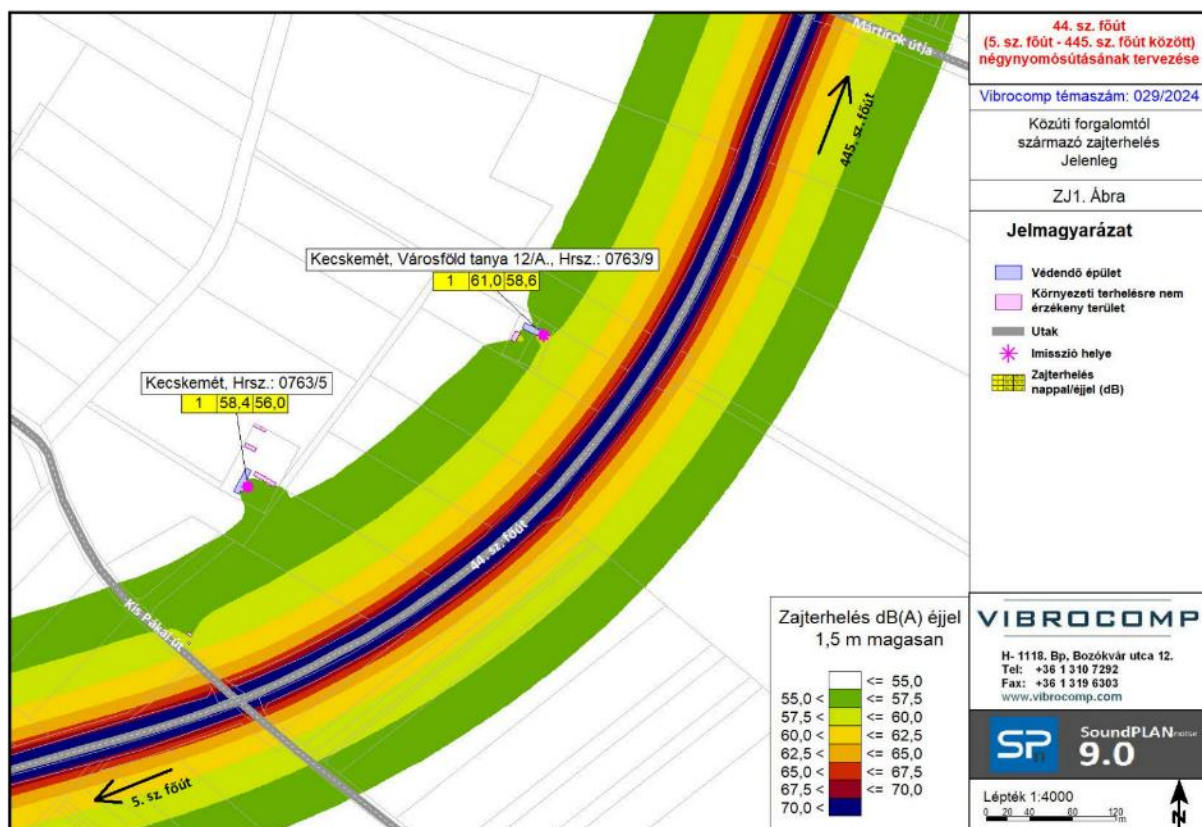 Mártírok útja
445. sz. főút
Kecskemét, Városföld tanya 12/A., Hrsz.: 0763/9
1 61,0 58,6
Kecskemét, Hrsz.: 0763/5
1 58,4 56,0
44. sz. főút
Kis Pákai út
5. sz. főút
Zajterhelés dB(A) éjjel
1,5 m magasan
<= 55,0
55,0 < <= 57,5
57,5 < <= 60,0
60,0 < <= 62,5
62,5 < <= 65,0
65,0 < <= 67,5
67,5 < <= 70,0
70,0 <
44. sz. főút
(5. sz. főút - 445. sz. főút között)
négynyomósútásának tervezése
Vibrocomp témaszám: 029/2024
Közúti forgalomtól
származó zajterhelés
Jelenleg
ZJ1. Ábra
Jelmagyarázat
Védendő épület
Környezeti terhelésre nem
érzékeny terület
Utak
Imisszió helye
Zajterhelés
nappal/éjjel (dB)
VIBROCOMP
H- 1118. Bp, Bozókvár utca 12.
Tel: +36 1 310 7292
Fax: +36 1 319 6303
www.vibrocomp.com
SPn
SoundPLANnoise
9.0
Lépték 1:4000
0 20 40 60 80 120
m
N